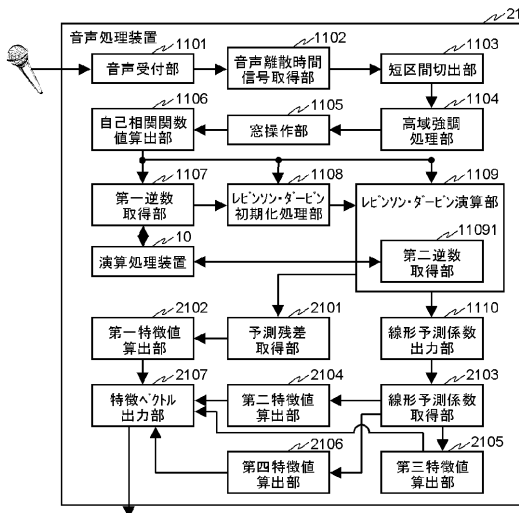 21
音声処理装置
1101
音声受付部
1102
音声離散時間
信号取得部
1103
短区間切出部
1104
高域強調
処理部
1105
窓操作部
1106
自己相関関数
値算出部
1107
第一逆数
取得部
1108
レビンソン・ダービン
初期化処理部
1109
レビンソン・ダービン演算部
11091
第二逆数
取得部
10
演算処理装置
2102
第一特徴値
算出部
2101
予測残差
取得部
1110
線形予測係数
出力部
2107
特徴ベクトル
出力部
2104
第二特徴値
算出部
2103
線形予測係数
取得部
2106
第四特徴値
算出部
2105
第三特徴値
算出部